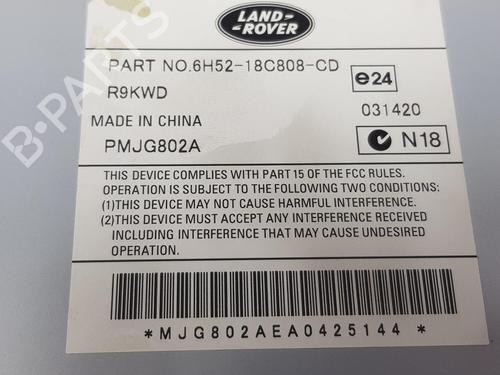 LAND-
ROVER
PART NO.6H52-18C808-CD
e24
R9KWD
031420
MADE IN CHINA
PMJG802A
N18
THIS DEVICE COMPLIES WITH PART 15 OF THE FCC RULES.
OPERATION IS SUBJECT TO THE FOLLOWING TWO CONDITIONS:
(1)THIS DEVICE MAY NOT CAUSE HARMFUL INTERFERENCE.
(2)THIS DEVICE MUST ACCEPT ANY INTERFERENCE RECEIVED
INCLUDING INTERFERENCE THAT MAY CAUSE UNDESIRED
OPERATION.
*MJG802AEA0425144*
B-PARTS